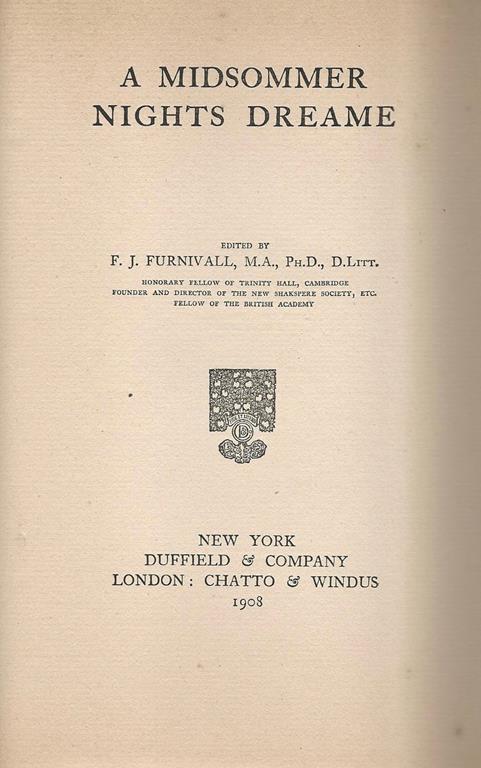 A MIDSOMMER
NIGHTS DREAME
EDITED BY
F. J. FURNIVALL, M.A., PH.D., D.LITT.
HONORARY FELLOW OF TRINITY HALL, CAMBRIDGE
FOUNDER AND DIRECTOR OF THE NEW SHAKSPERE SOCIETY, ETC.
FELLOW OF THE BRITISH ACADEMY
NEW YORK
DUFFIELD & COMPANY
LONDON: CHATTO & WINDUS
1908